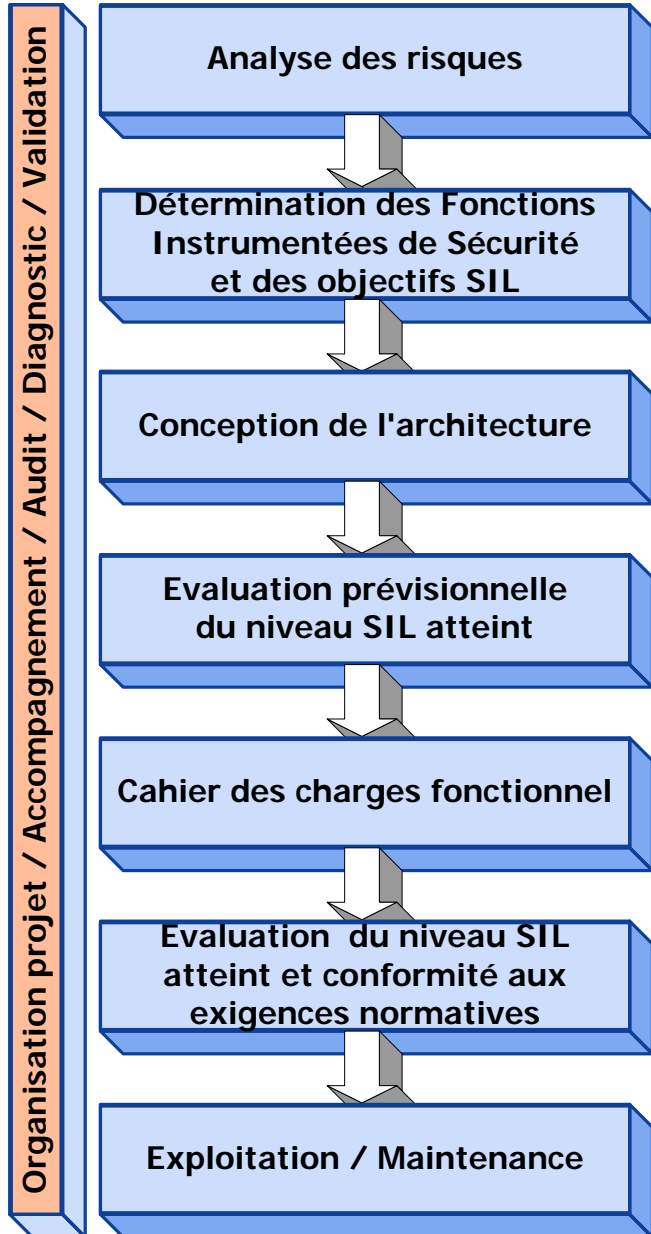 Organisation projet / Accompagnement / Audit / Diagnostic / Validation
Analyse des risques
Détermination des Fonctions
Instrumentées de Sécurité
et des objectifs SIL
Conception de l'architecture
Evaluation prévisionnelle
du niveau SIL atteint
Cahier des charges fonctionnel
Evaluation  du niveau SIL
atteint et conformité aux
exigences normatives
Exploitation / Maintenance